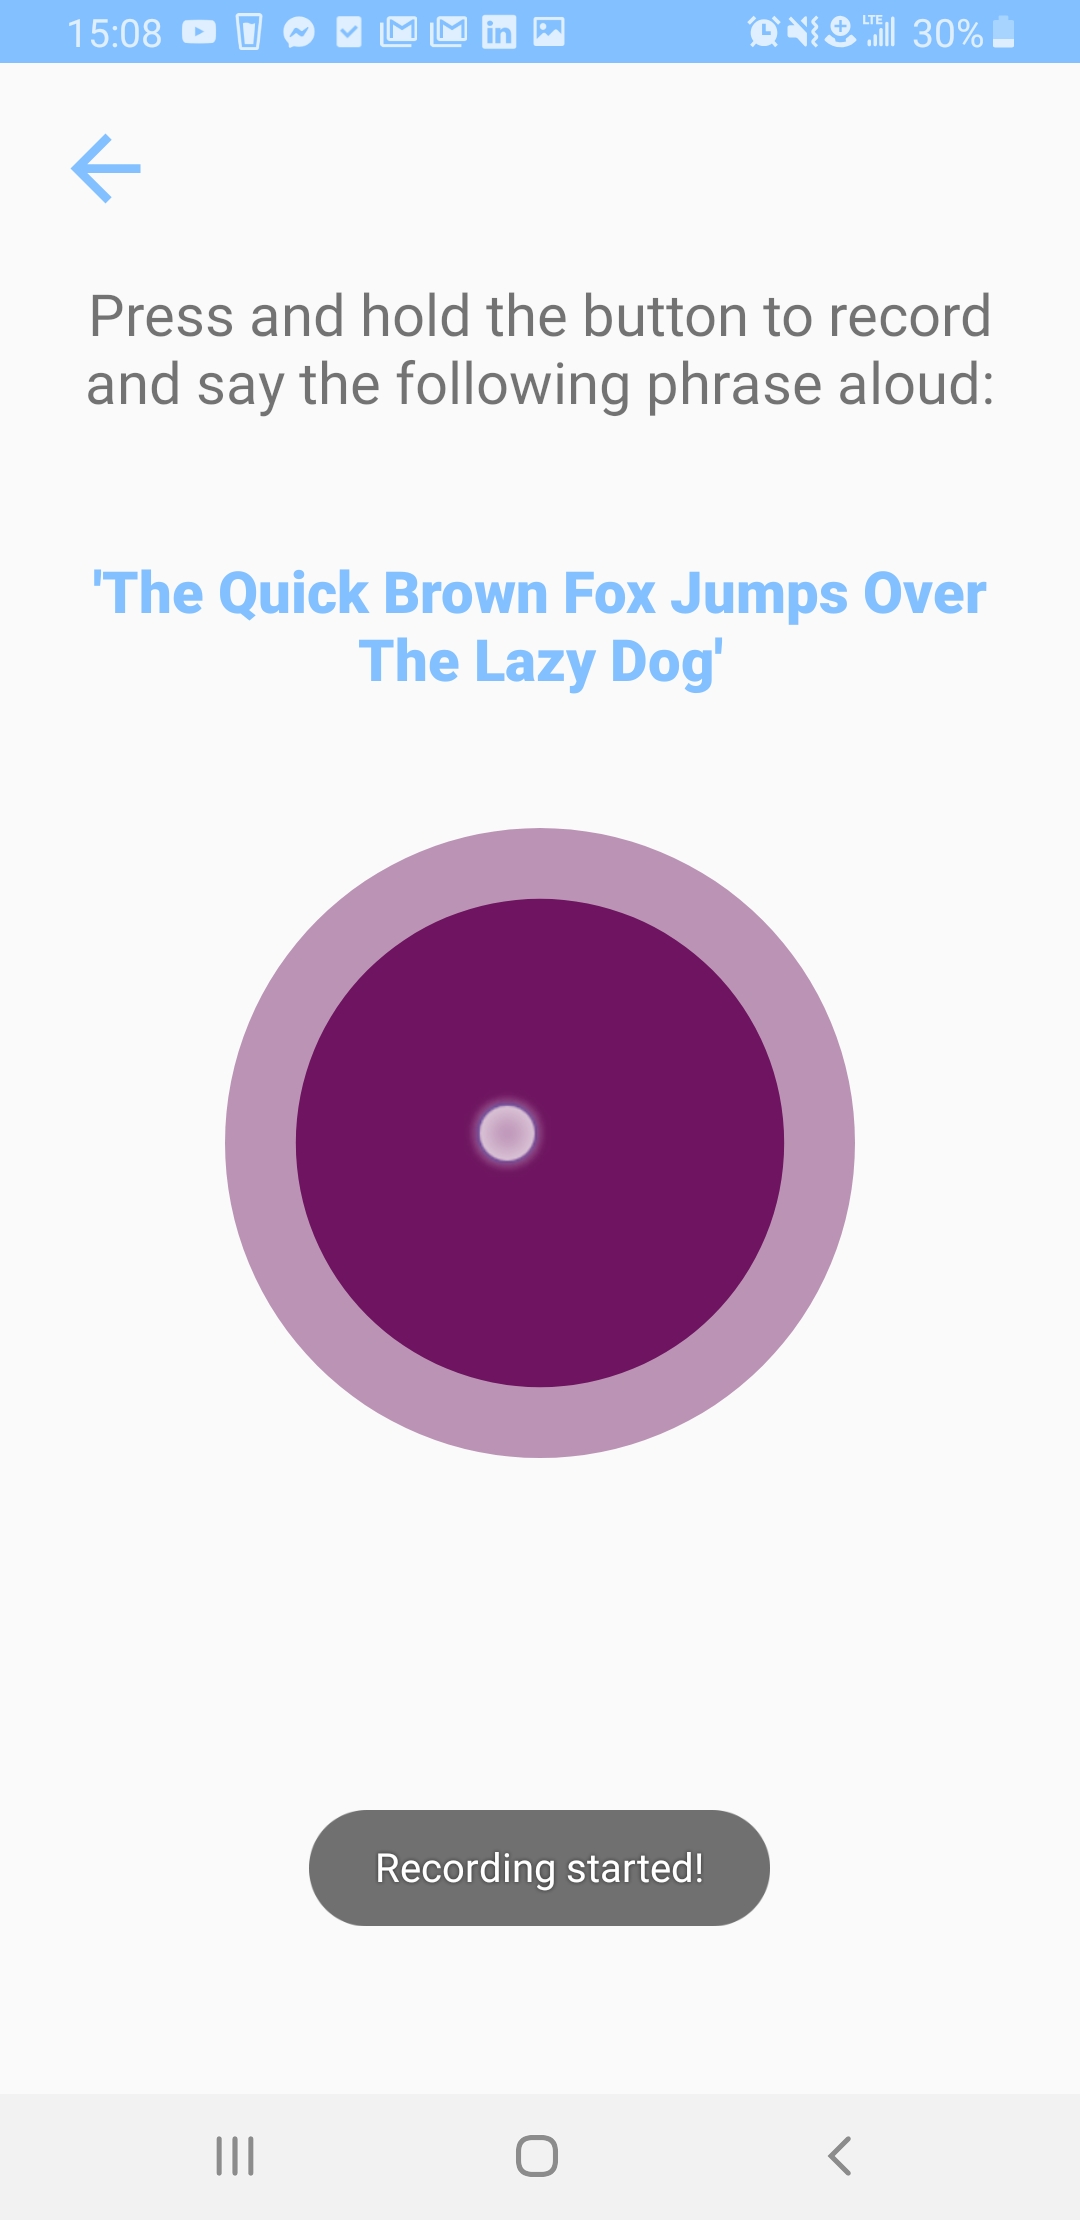 15:08
LTE
30%
Press and hold the button to record
and say the following phrase aloud:
'The Quick Brown Fox Jumps Over
The Lazy Dog'
Recording started!